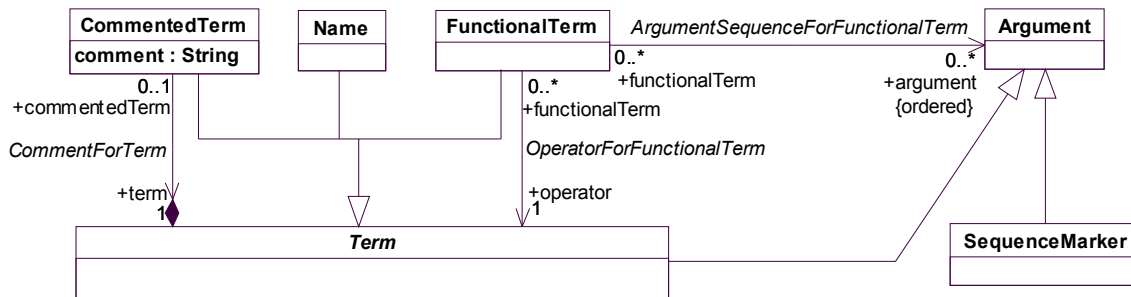 CommentedTerm
comment : String
Name
FunctionalTerm
ArgumentSequenceForFunctionalTerm
Argument
0..1
+commentedTerm
0..*
+functionalTerm
0..*
+functionalTerm
0..*
+argument
{ordered}
CommentForTerm
OperatorForFunctionalTerm
+term
1
+operator
1
Term
SequenceMarker